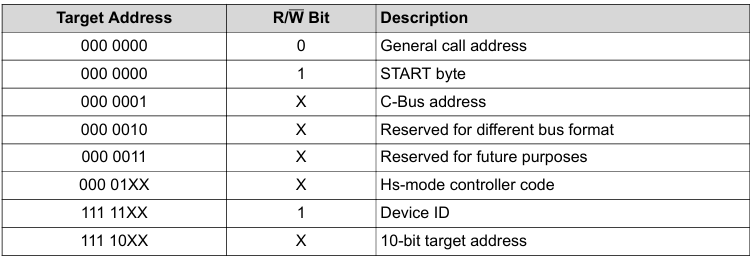 Target Address R/W̅ Bit Description
000 0000 0 General call address
000 0000 1 START byte
000 0001 X C-Bus address
000 0010 X Reserved for different bus format
000 0011 X Reserved for future purposes
000 01XX X Hs-mode controller code
111 11XX 1 Device ID
111 10XX X 10-bit target address